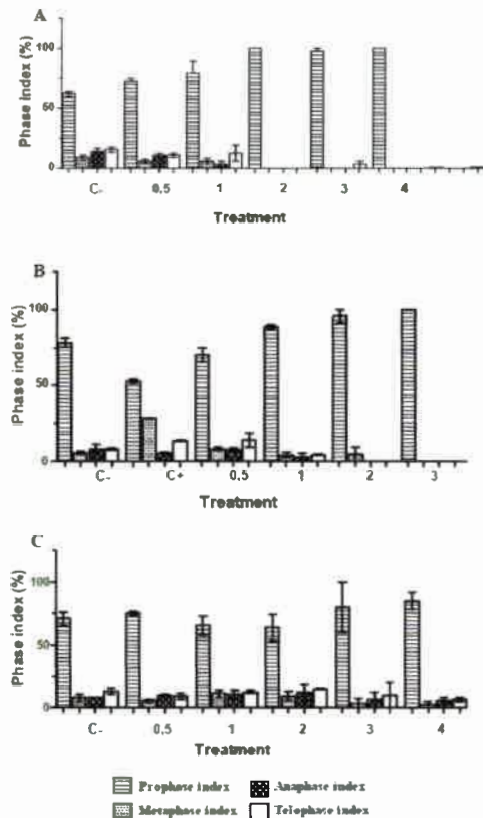 A
Phase index (%)
100
50
0
C- 0,5 1 2 3 4
Treatment
B
Phase index (%)
100
50
0
C- C+ 0,5 1 2 3
Treatment
C
Phase index (%)
100
50
0
C- 0,5 1 2 3 4
Treatment
Prophase index Anaphase index
Metaphase index Telophase index